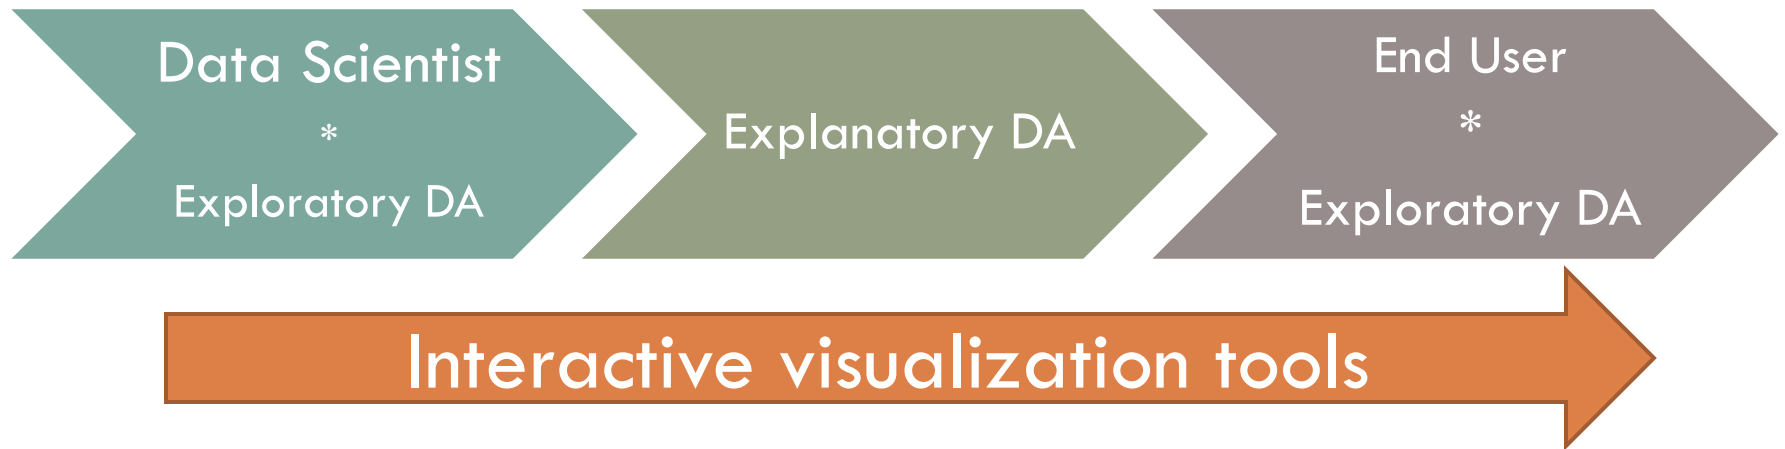 Data Scientist
*
Exploratory DA
Explanatory DA
End User
*
Exploratory DA
Interactive visualization tools